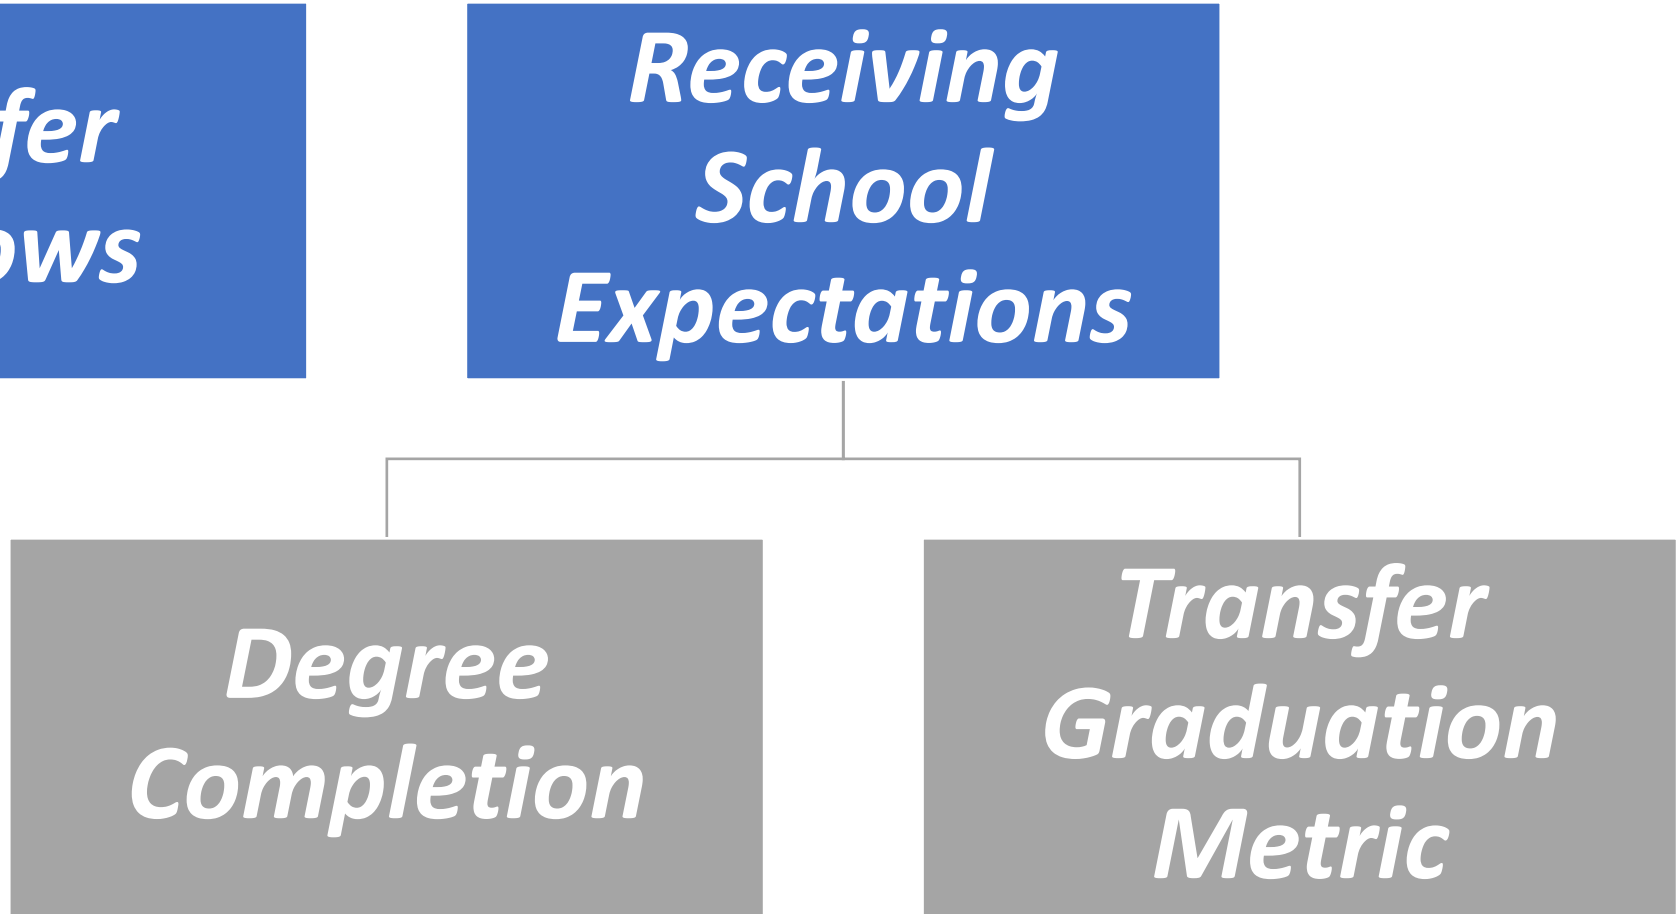 Receiving
School
Expectations
Degree
Completion
Transfer
Graduation
Metric